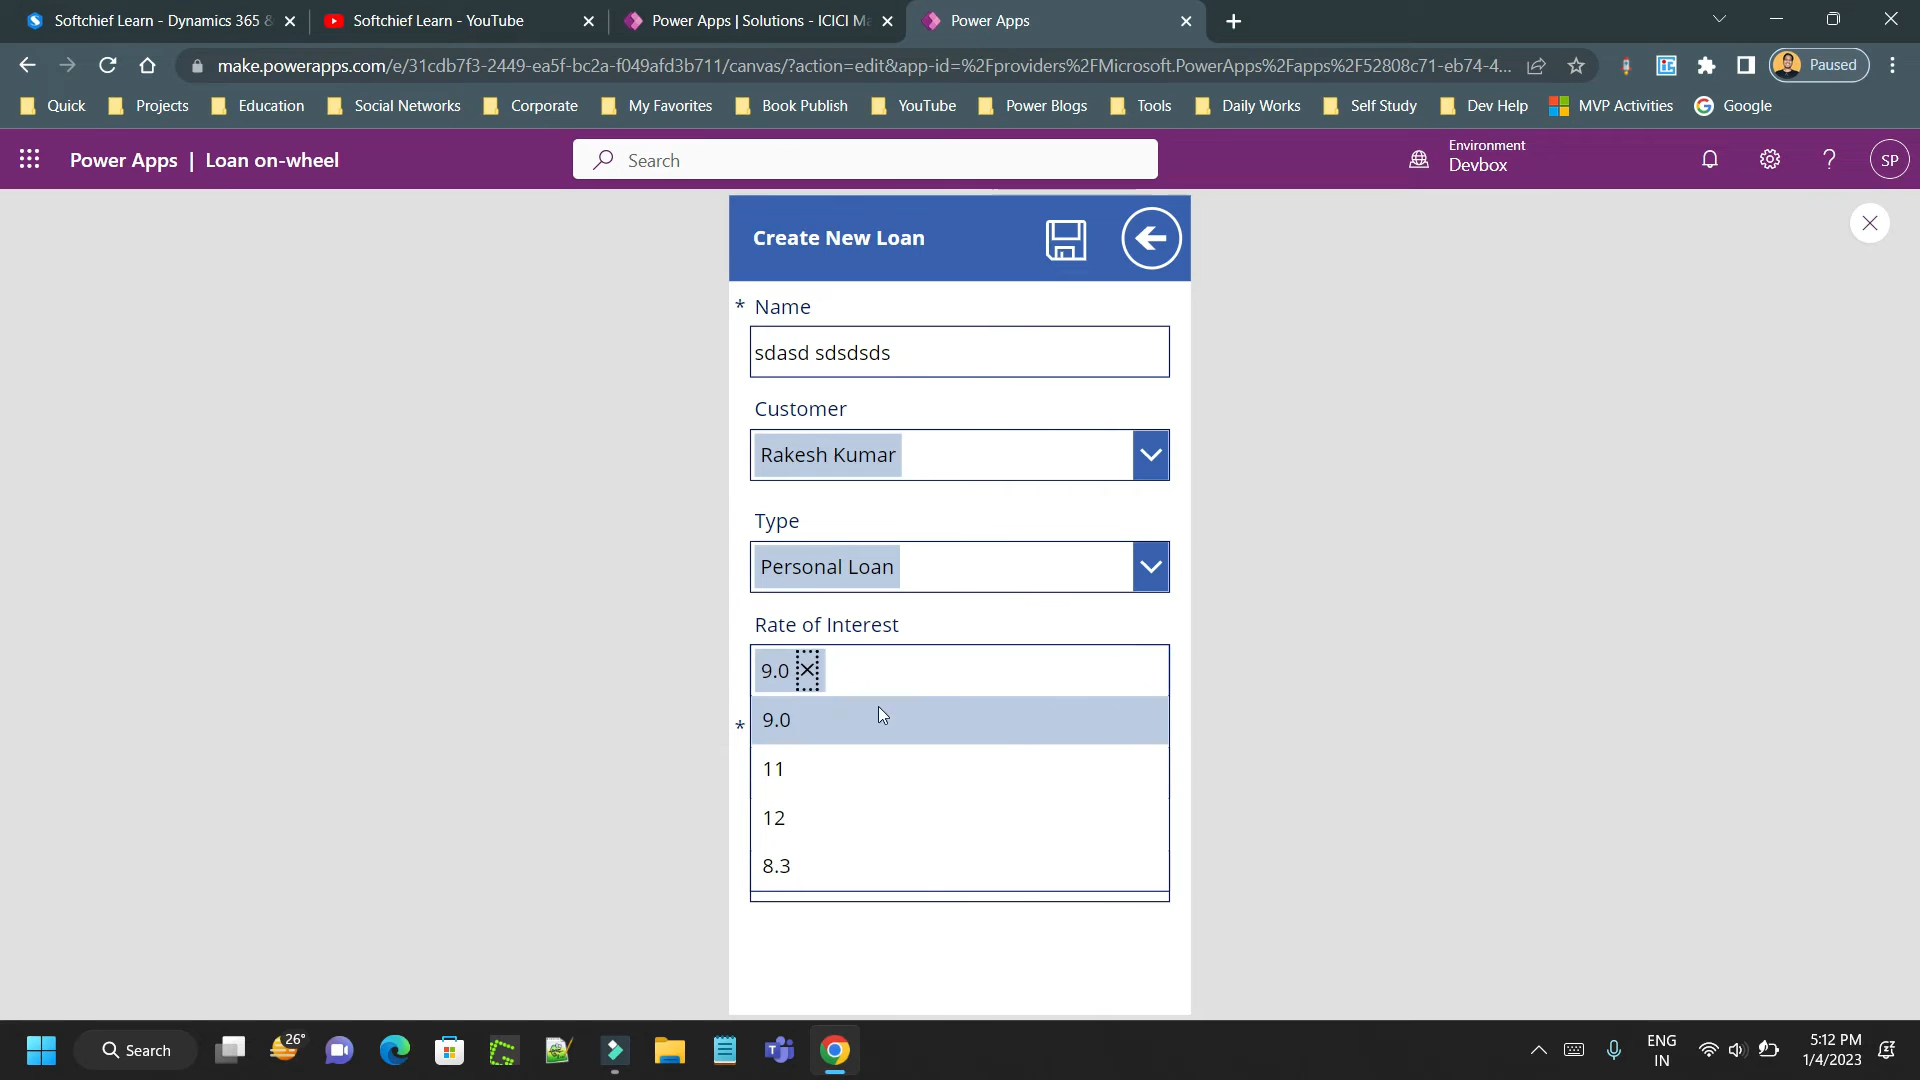 Softchief Learn - Dynamics 365 &
Softchief Learn - YouTube
Power Apps | Solutions - ICICI Ma
Power Apps
make.powerapps.com/e/31cdb7f3-2449-ea5f-bc2a-f049afd3b711/canvas/?action=edit&app-id=%2Fproviders%2FMicrosoft.PowerApps%2Fapps%2F52808c71-eb74-4...
Paused
Quick
Projects
Education
Social Networks
Corporate
My Favorites
Book Publish
YouTube
Power Blogs
Tools
Daily Works
Self Study
Dev Help
MVP Activities
Google
Power Apps | Loan on-wheel
Search
Environment
Devbox
SP
Create New Loan
* Name
sdasd sdsdsds
Customer
Rakesh Kumar
Type
Personal Loan
Rate of Interest
9.0
* 9.0
11
12
8.3
26°
Search
ENG
IN
5:12 PM
1/4/2023